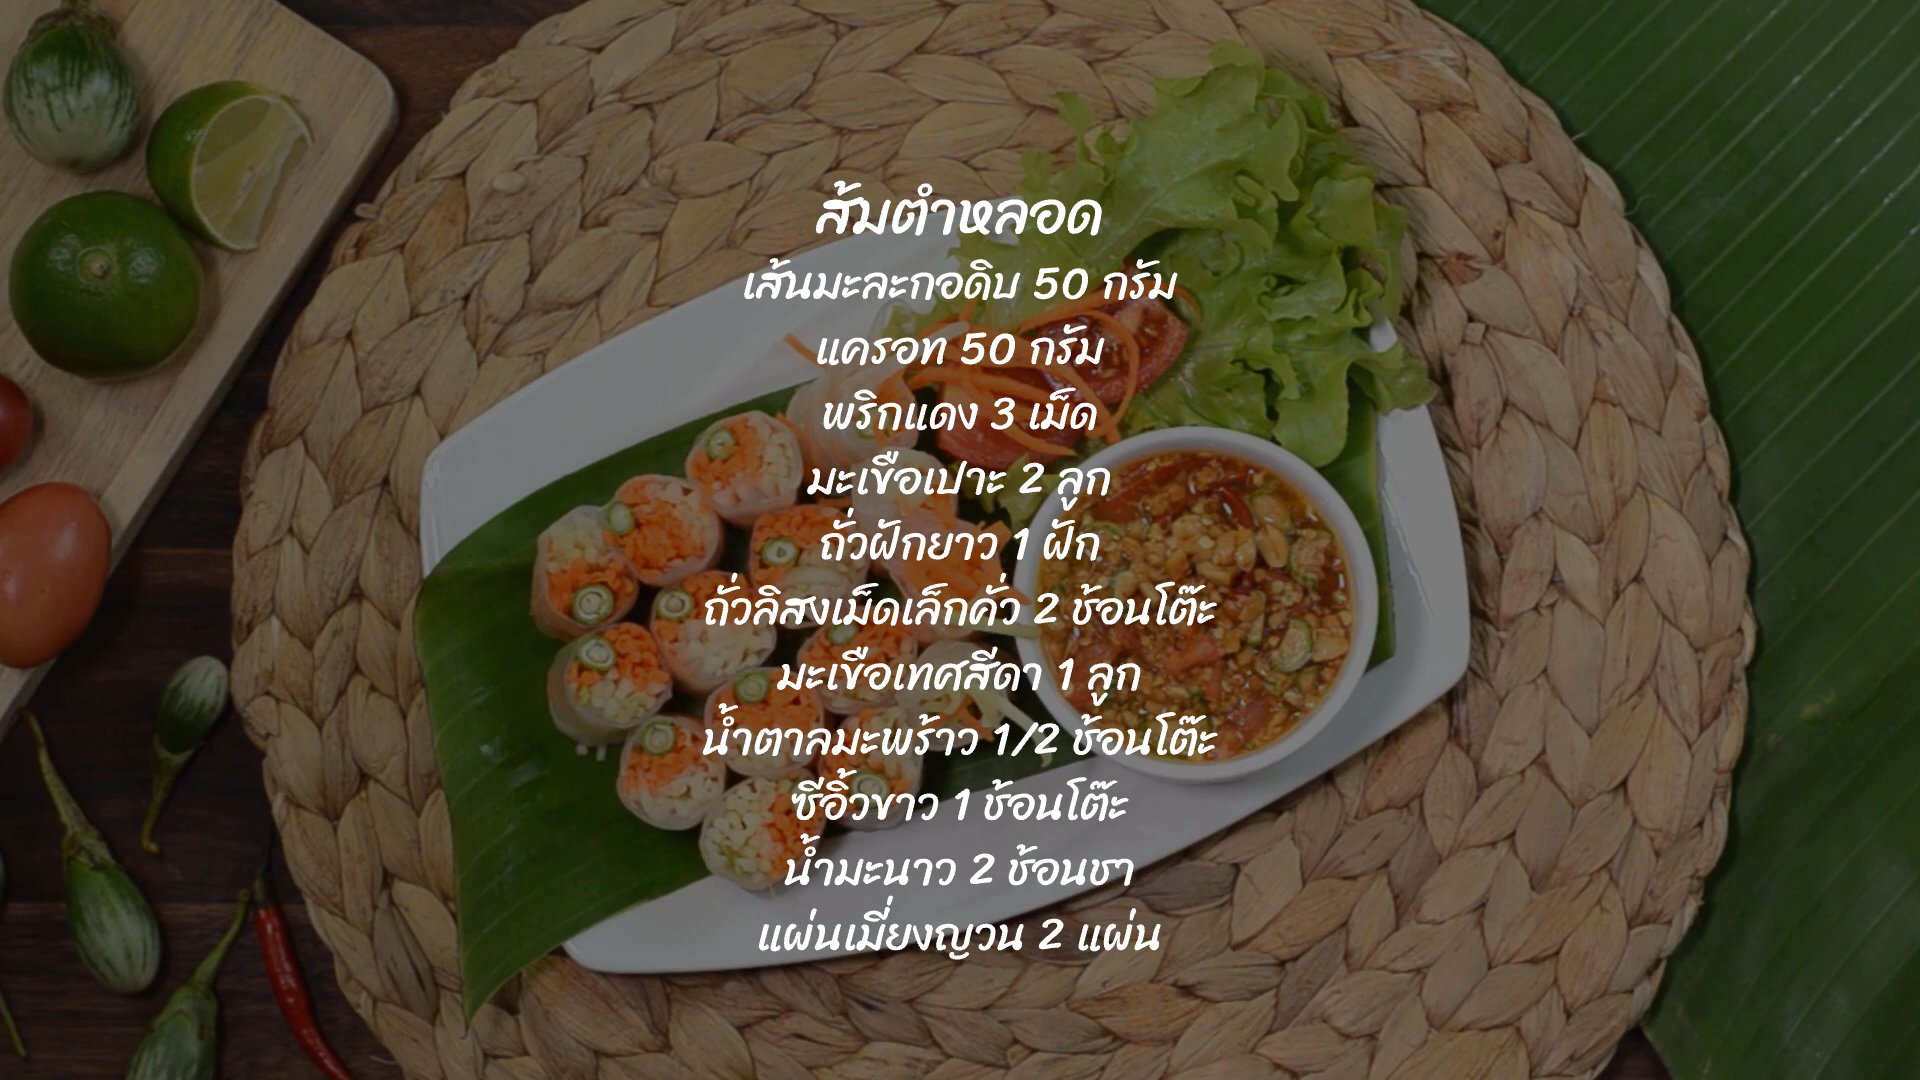 ส้มตำหลอด
เส้นมะละกอดิบ 50 กรัม
แครอท 50 กรัม
พริกแดง 3 เม็ด
มะเขือเปาะ 2 ลูก
ถั่วฝักยาว 1 ฝัก
ถั่วลิสงเม็ดเล็กคั่ว 2 ช้อนโต๊ะ
มะเขือเทศสีดา 1 ลูก
น้ำตาลมะพร้าว 1/2 ช้อนโต๊ะ
ซีอิ้วขาว 1 ช้อนโต๊ะ
น้ำมะนาว 2 ช้อนชา
แผ่นเมี่ยงญวน 2 แผ่น